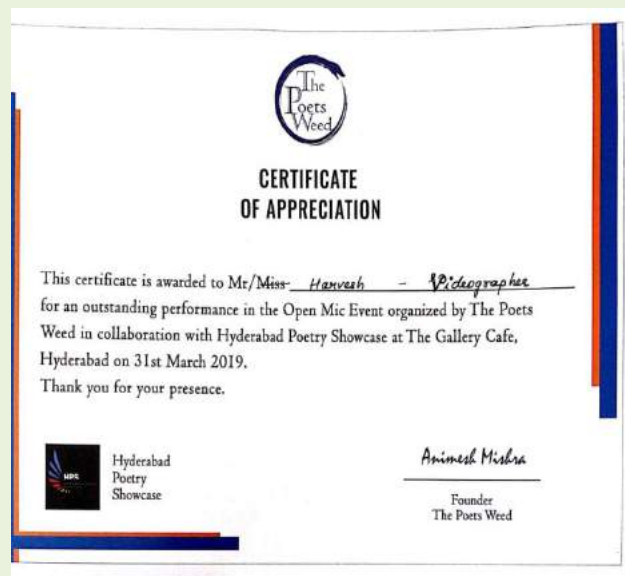 The
Poets
Weed
CERTIFICATE
OF APPRECIATION
This certificate is awarded to Mr/Miss Harvesh - Videographer
for an outstanding performance in the Open Mic Event organized by The Poets
Weed in collaboration with Hyderabad Poetry Showcase at The Gallery Cafe,
Hyderabad on 31st March 2019.
Thank you for your presence.
HPS
Hyderabad
Poetry
Showcase
Animesh Mishra
Founder
The Poets Weed